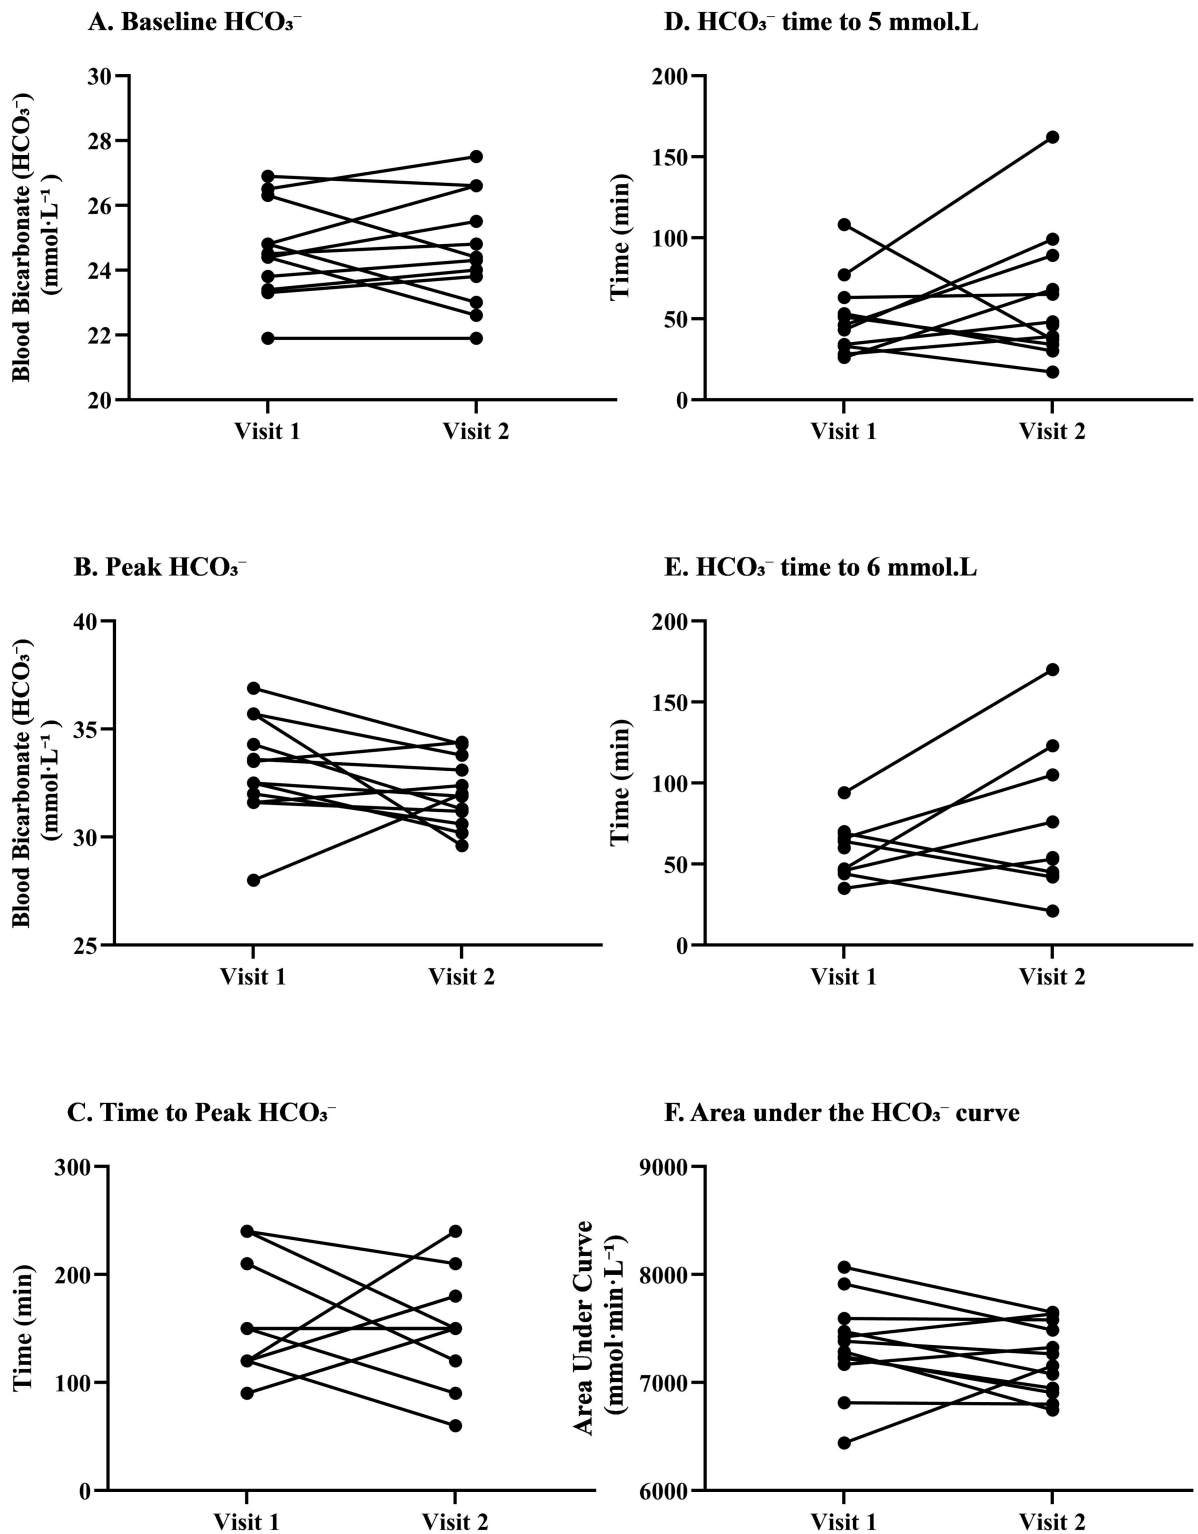 A. Baseline HCO₃⁻
Blood Bicarbonate (HCO₃⁻)
(mmol·L⁻¹ )
30
28
26
24
22
20
Visit 1
Visit 2
D. HCO₃⁻ time to 5 mmol.L
Time (min)
200
150
100
50
0
Visit 1
Visit 2
B. Peak HCO₃⁻
Blood Bicarbonate (HCO₃⁻)
(mmol·L⁻¹ )
40
35
30
25
Visit 1
Visit 2
E. HCO₃⁻ time to 6 mmol.L
Time (min)
200
150
100
50
0
Visit 1
Visit 2
C. Time to Peak HCO₃⁻
Time (min)
300
200
100
0
Visit 1
Visit 2
F. Area under the HCO₃⁻ curve
Area Under Curve
(mmol·min·L⁻¹)
9000
8000
7000
6000
Visit 1
Visit 2